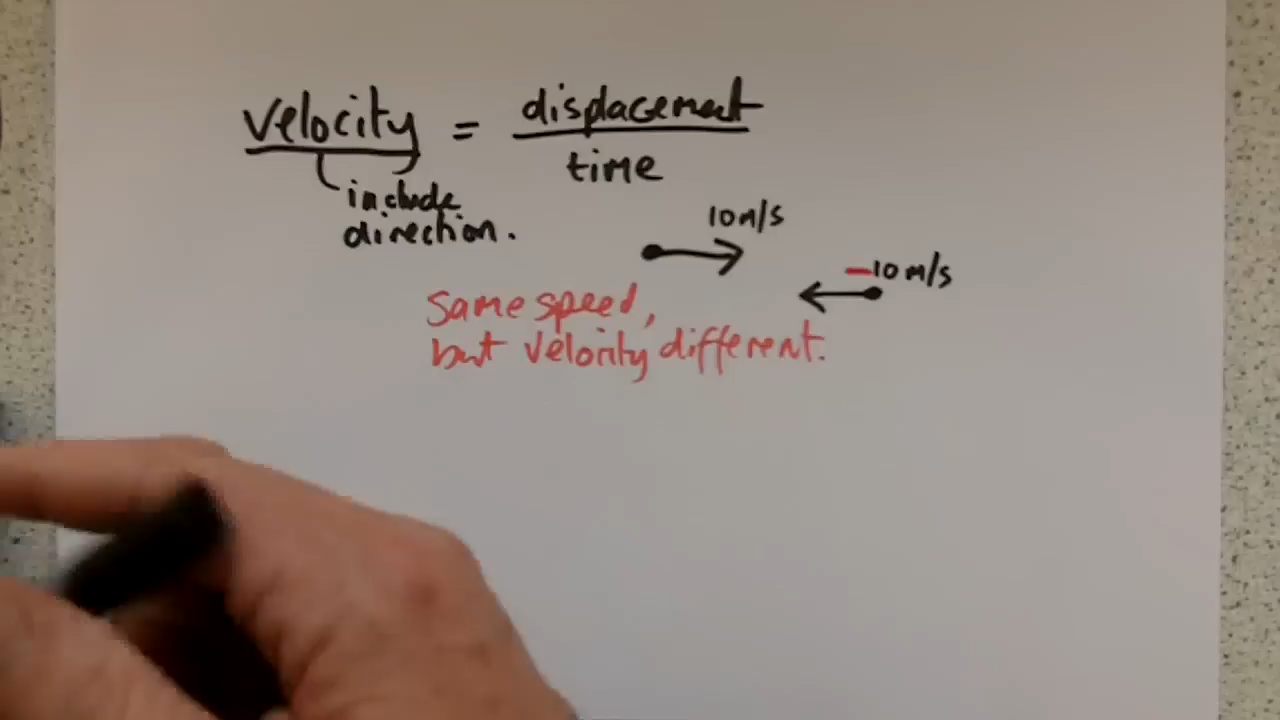 velocity = displacement
time
include
direction.
10m/s
-10m/s
Same speed,
but velocity different.